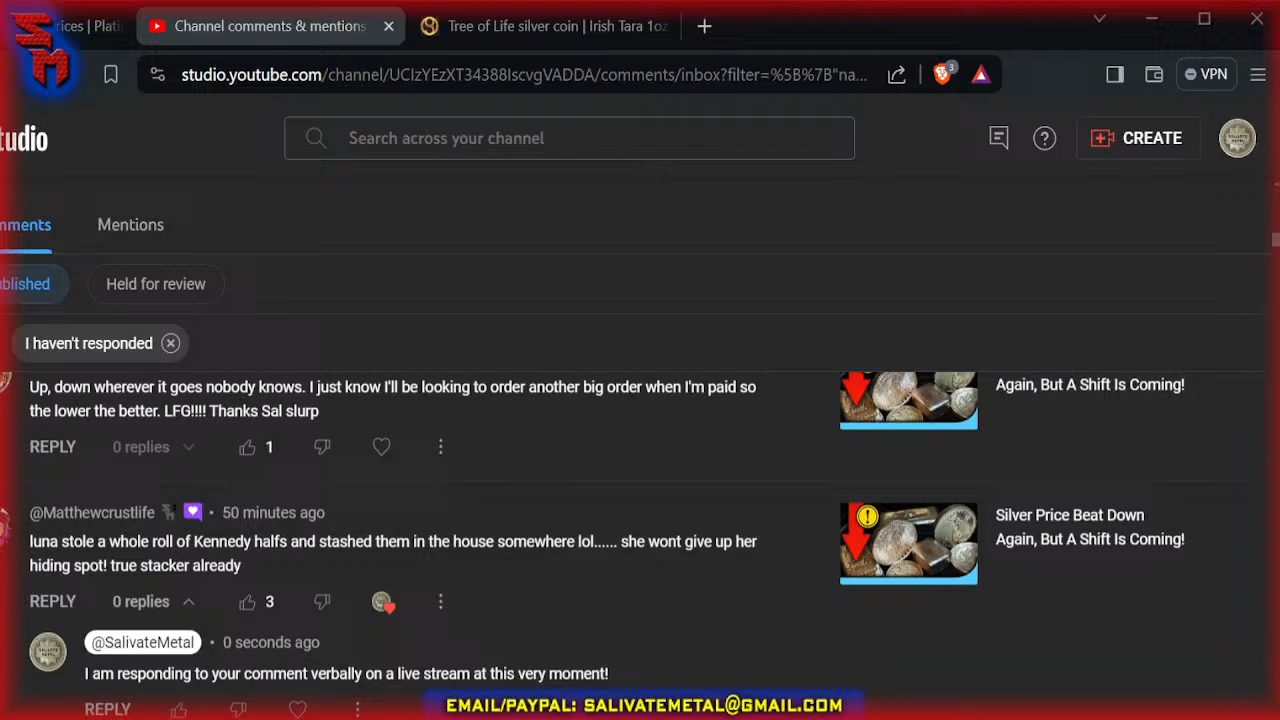 SM
rices | Plati
Channel comments & mentions
Tree of Life silver coin | Irish Tara 1oz
studio.youtube.com/channel/UCIzYEzXT34388IscvgVADDA/comments/inbox?filter=%5B%7B"na...
3
VPN
tudio
Search across your channel
CREATE
mments
Mentions
ublished
Held for review
I haven't responded
Up, down wherever it goes nobody knows. I just know I'll be looking to order another big order when I'm paid so
the lower the better. LFG!!!! Thanks Sal slurp
Again, But A Shift Is Coming!
REPLY 0 replies 1
@Matthewcrustlife • 50 minutes ago
luna stole a whole roll of Kennedy halfs and stashed them in the house somewhere lol...... she wont give up her
hiding spot! true stacker already
Silver Price Beat Down
Again, But A Shift Is Coming!
REPLY 0 replies 3
@SalivateMetal • 0 seconds ago
I am responding to your comment verbally on a live stream at this very moment!
REPLY
EMAIL/PAYPAL: SALIVATEMETAL@GMAIL.COM